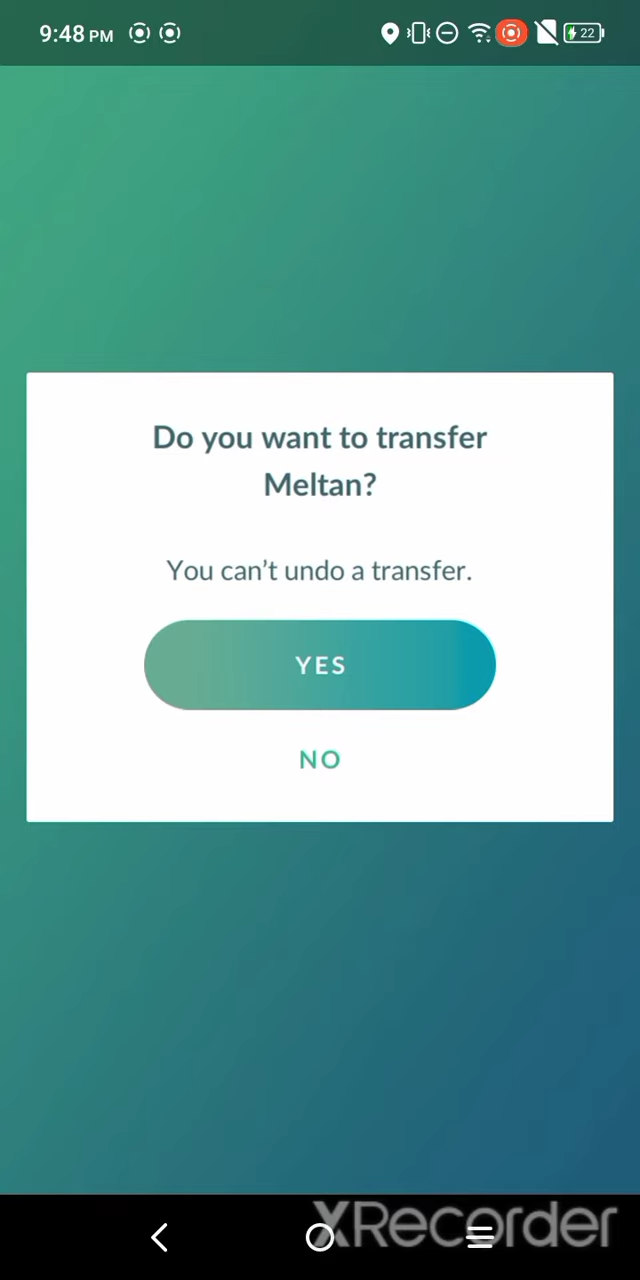 9:48 PM
22
Do you want to transfer
Meltan?
You can't undo a transfer.
YES
NO
XRecorder